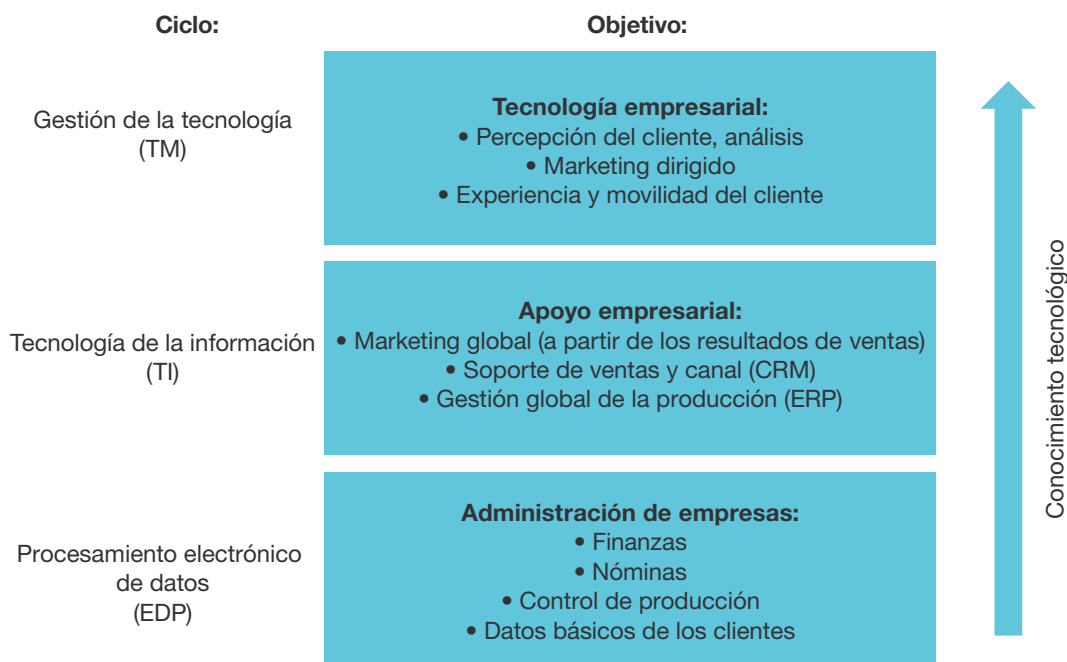 Ciclo:
Objetivo:
Gestión de la tecnología
(TM)
Tecnología empresarial:
• Percepción del cliente, análisis
• Marketing dirigido
• Experiencia y movilidad del cliente
Tecnología de la información
(TI)
Apoyo empresarial:
• Marketing global (a partir de los resultados de ventas)
• Soporte de ventas y canal (CRM)
• Gestión global de la producción (ERP)
Procesamiento electrónico
de datos
(EDP)
Administración de empresas:
• Finanzas
• Nóminas
• Control de producción
• Datos básicos de los clientes
Conocimiento tecnológico